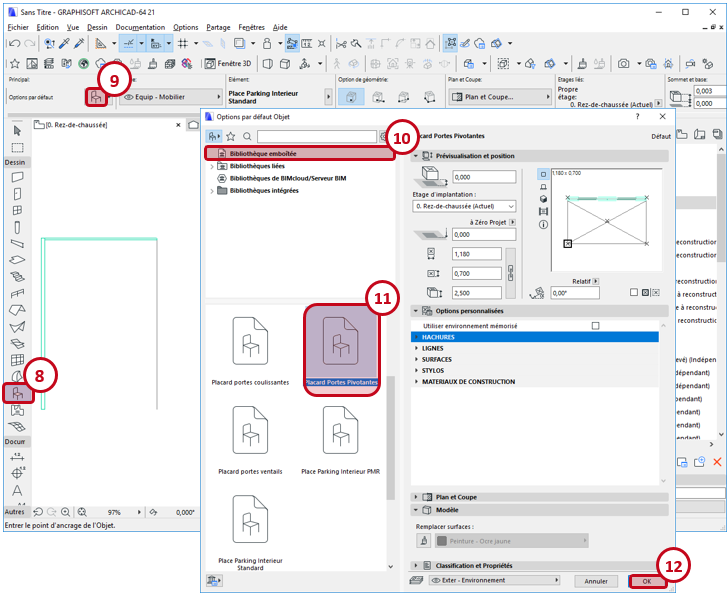 Sans Titre - GRAPHISOFT ARCHICAD-64 21
Fichier Edition Vue Dessin Documentation Options Partage Fenêtres Aide
Fenêtre 3D
Principal:
Elément:
Option de géométrie:
Plan et Coupe:
Etages liés:
Sommet et base:
Options par défaut
9
Equip - Mobilier
Place Parking Interieur
Standard
Plan et Coupe...
Propre
étage:
0. Rez-de-chaussée (Actuel)
0,003
0,000
[0. Rez-de-chaussée]
Dessin
8
Docum
1.2
Autres
97%
0,000°
Entrer le point d'ancrage de l'Objet.
Options par défaut Objet
?
10
Placard Portes Pivotantes
Défaut
Bibliothèque emboîtée
Bibliothèques liées
Bibliothèques de BIMcloud/Serveur BIM
Bibliothèques intégrées
11
Placard portes coulissantes
Placard Portes Pivotantes
Placard portes ventails
Place Parking Interieur PMR
Place Parking Interieur
Standard
Prévisualisation et position
0,000
Etage d'implantation :
0. Rez-de-chaussée (Actuel)
à Zéro Projet
0,000
1,180
0,700
2,500
1,180 x 0.700
Relatif
0,00°
Options personnalisées
Utiliser environnement mémorisé
HACHURES
LIGNES
SURFACES
STYLOS
MATERIAUX DE CONSTRUCTION
Plan et Coupe
Modèle
Remplacer surfaces :
Peinture - Ocre jaune
Classification et Propriétés
Exter - Environnement
Annuler
OK
12
econstruction
econstruction)
à reconstruct
e reconstructi
reconstructio
evé) (Indépen
dépendant)
épendant)
pendant)
pendant)
ependant)